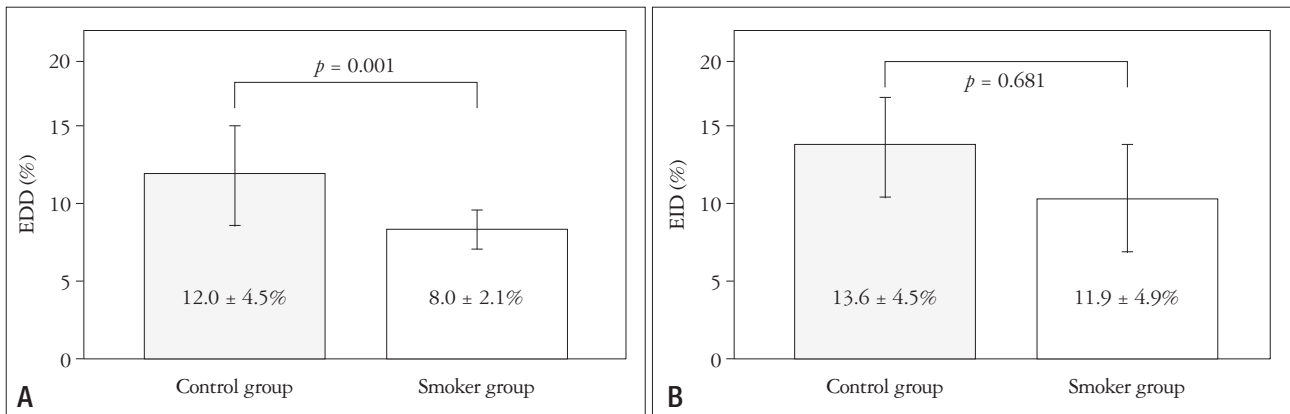 20
15
10
5
0
EDD (%)
p = 0.001
12.0 ± 4.5%
8.0 ± 2.1%
Control group
Smoker group
A
20
15
10
5
0
EID (%)
p = 0.681
13.6 ± 4.5%
11.9 ± 4.9%
Control group
Smoker group
B